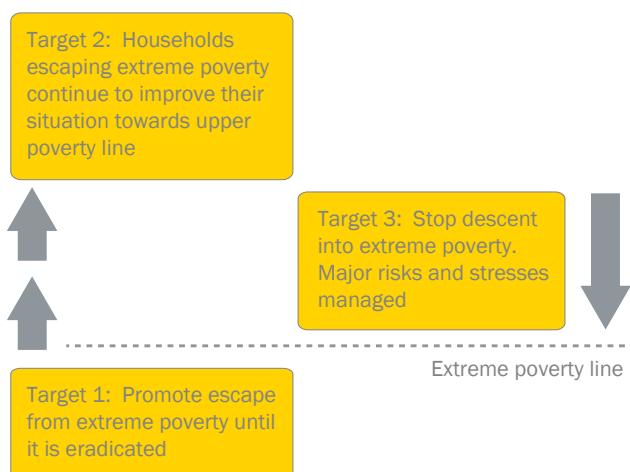 Target 2:  Households
escaping extreme poverty
continue to improve their
situation towards upper
poverty line
Target 3:  Stop descent
into extreme poverty.
Major risks and stresses
managed
Extreme poverty line
Target 1:  Promote escape
from extreme poverty until
it is eradicated